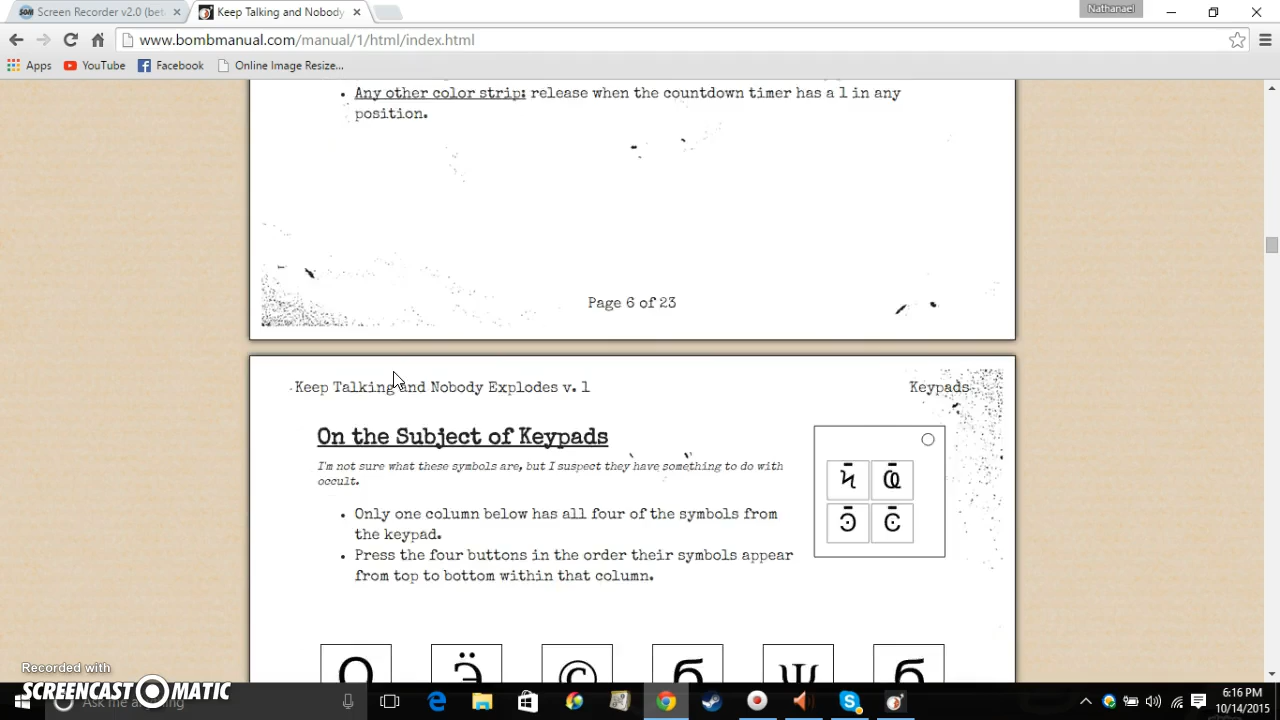 Screen Recorder v2.0 (bet
Keep Talking and Nobody
Nathanael
www.bombmanual.com/manual/1/html/index.html
Apps
YouTube
Facebook
Online Image Resize...
Any other color strip: release when the countdown timer has a 1 in any
position.
Page 6 of 23
Keep Talking and Nobody Explodes v. 1
Keypads
On the Subject of Keypads
I'm not sure what these symbols are, but I suspect they have something to do with
occult.
Only one column below has all four of the symbols from
the keypad.
Press the four buttons in the order their symbols appear
from top to bottom within that column.
Ϙ Ӭ © б Ψ б
Recorded with
SCREENCAST-O-MATIC
Ask me anything
6:16 PM
10/14/2015